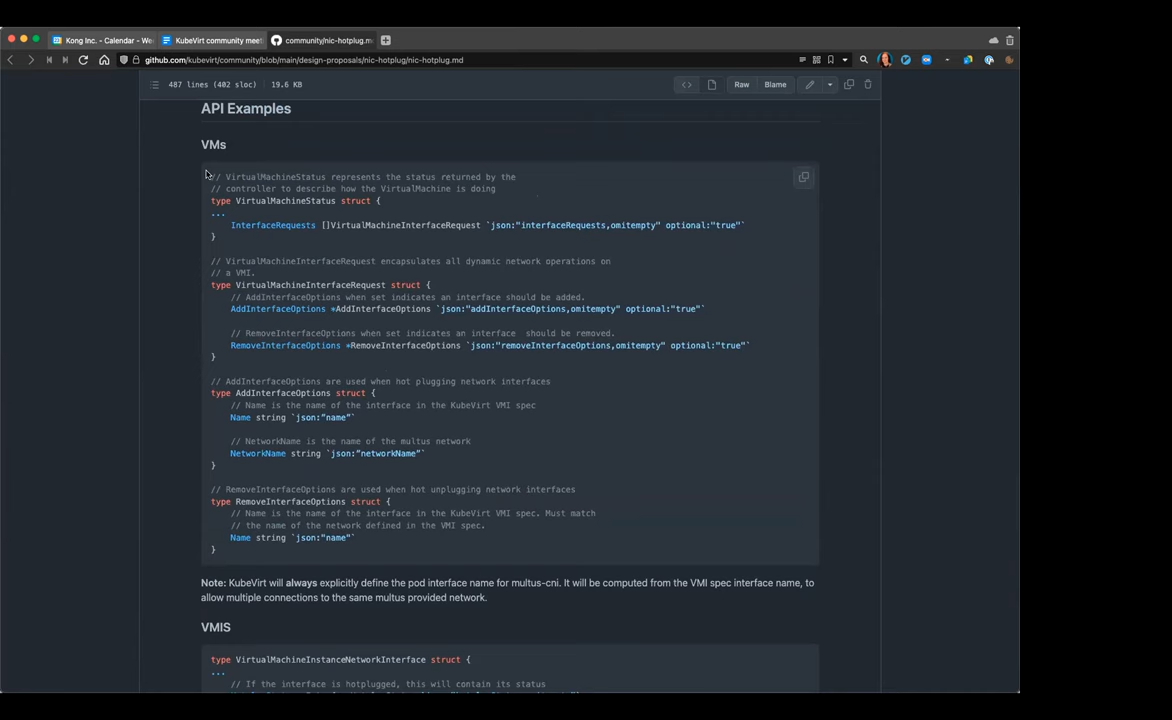 Kong Inc. - Calendar - We
KubeVirt community meet
community/nic-hotplug.m
github.com/kubevirt/community/blob/main/design-proposals/nic-hotplug/nic-hotplug.md
487 lines (402 sloc) 19.6 KB
Raw
Blame
API Examples
VMs
// VirtualMachineStatus represents the status returned by the
// controller to describe how the VirtualMachine is doing
type VirtualMachineStatus struct {
...
InterfaceRequests []VirtualMachineInterfaceRequest `json:"interfaceRequests,omitempty" optional:"true"`
}
// VirtualMachineInterfaceRequest encapsulates all dynamic network operations on
// a VMI.
type VirtualMachineInterfaceRequest struct {
// AddInterfaceOptions when set indicates an interface should be added.
AddInterfaceOptions *AddInterfaceOptions `json:"addInterfaceOptions,omitempty" optional:"true"`
// RemoveInterfaceOptions when set indicates an interface  should be removed.
RemoveInterfaceOptions *RemoveInterfaceOptions `json:"removeInterfaceOptions,omitempty" optional:"true"`
}
// AddInterfaceOptions are used when hot plugging network interfaces
type AddInterfaceOptions struct {
// Name is the name of the interface in the KubeVirt VMI spec
Name string `json:“name”`
// NetworkName is the name of the multus network
NetworkName string `json:“networkName”`
}
// RemoveInterfaceOptions are used when hot unplugging network interfaces
type RemoveInterfaceOptions struct {
// Name is the name of the interface in the KubeVirt VMI spec. Must match
// the name of the network defined in the VMI spec.
Name string `json:"name"`
}
Note: KubeVirt will always explicitly define the pod interface name for multus-cni. It will be computed from the VMI spec interface name, to
allow multiple connections to the same multus provided network.
VMIS
type VirtualMachineInstanceNetworkInterface struct {
...
// If the interface is hotplugged, this will contain its status